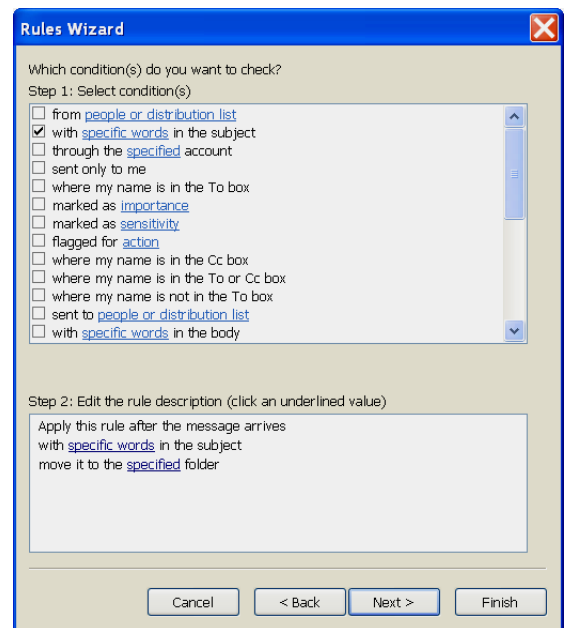 Rules Wizard
Which condition(s) do you want to check?
Step 1: Select condition(s)
from people or distribution list
with specific words in the subject
through the specified account
sent only to me
where my name is in the To box
marked as importance
marked as sensitivity
flagged for action
where my name is in the Cc box
where my name is in the To or Cc box
where my name is not in the To box
sent to people or distribution list
with specific words in the body
Step 2: Edit the rule description (click an underlined value)
Apply this rule after the message arrives
with specific words in the subject
move it to the specified folder
Cancel < Back Next > Finish